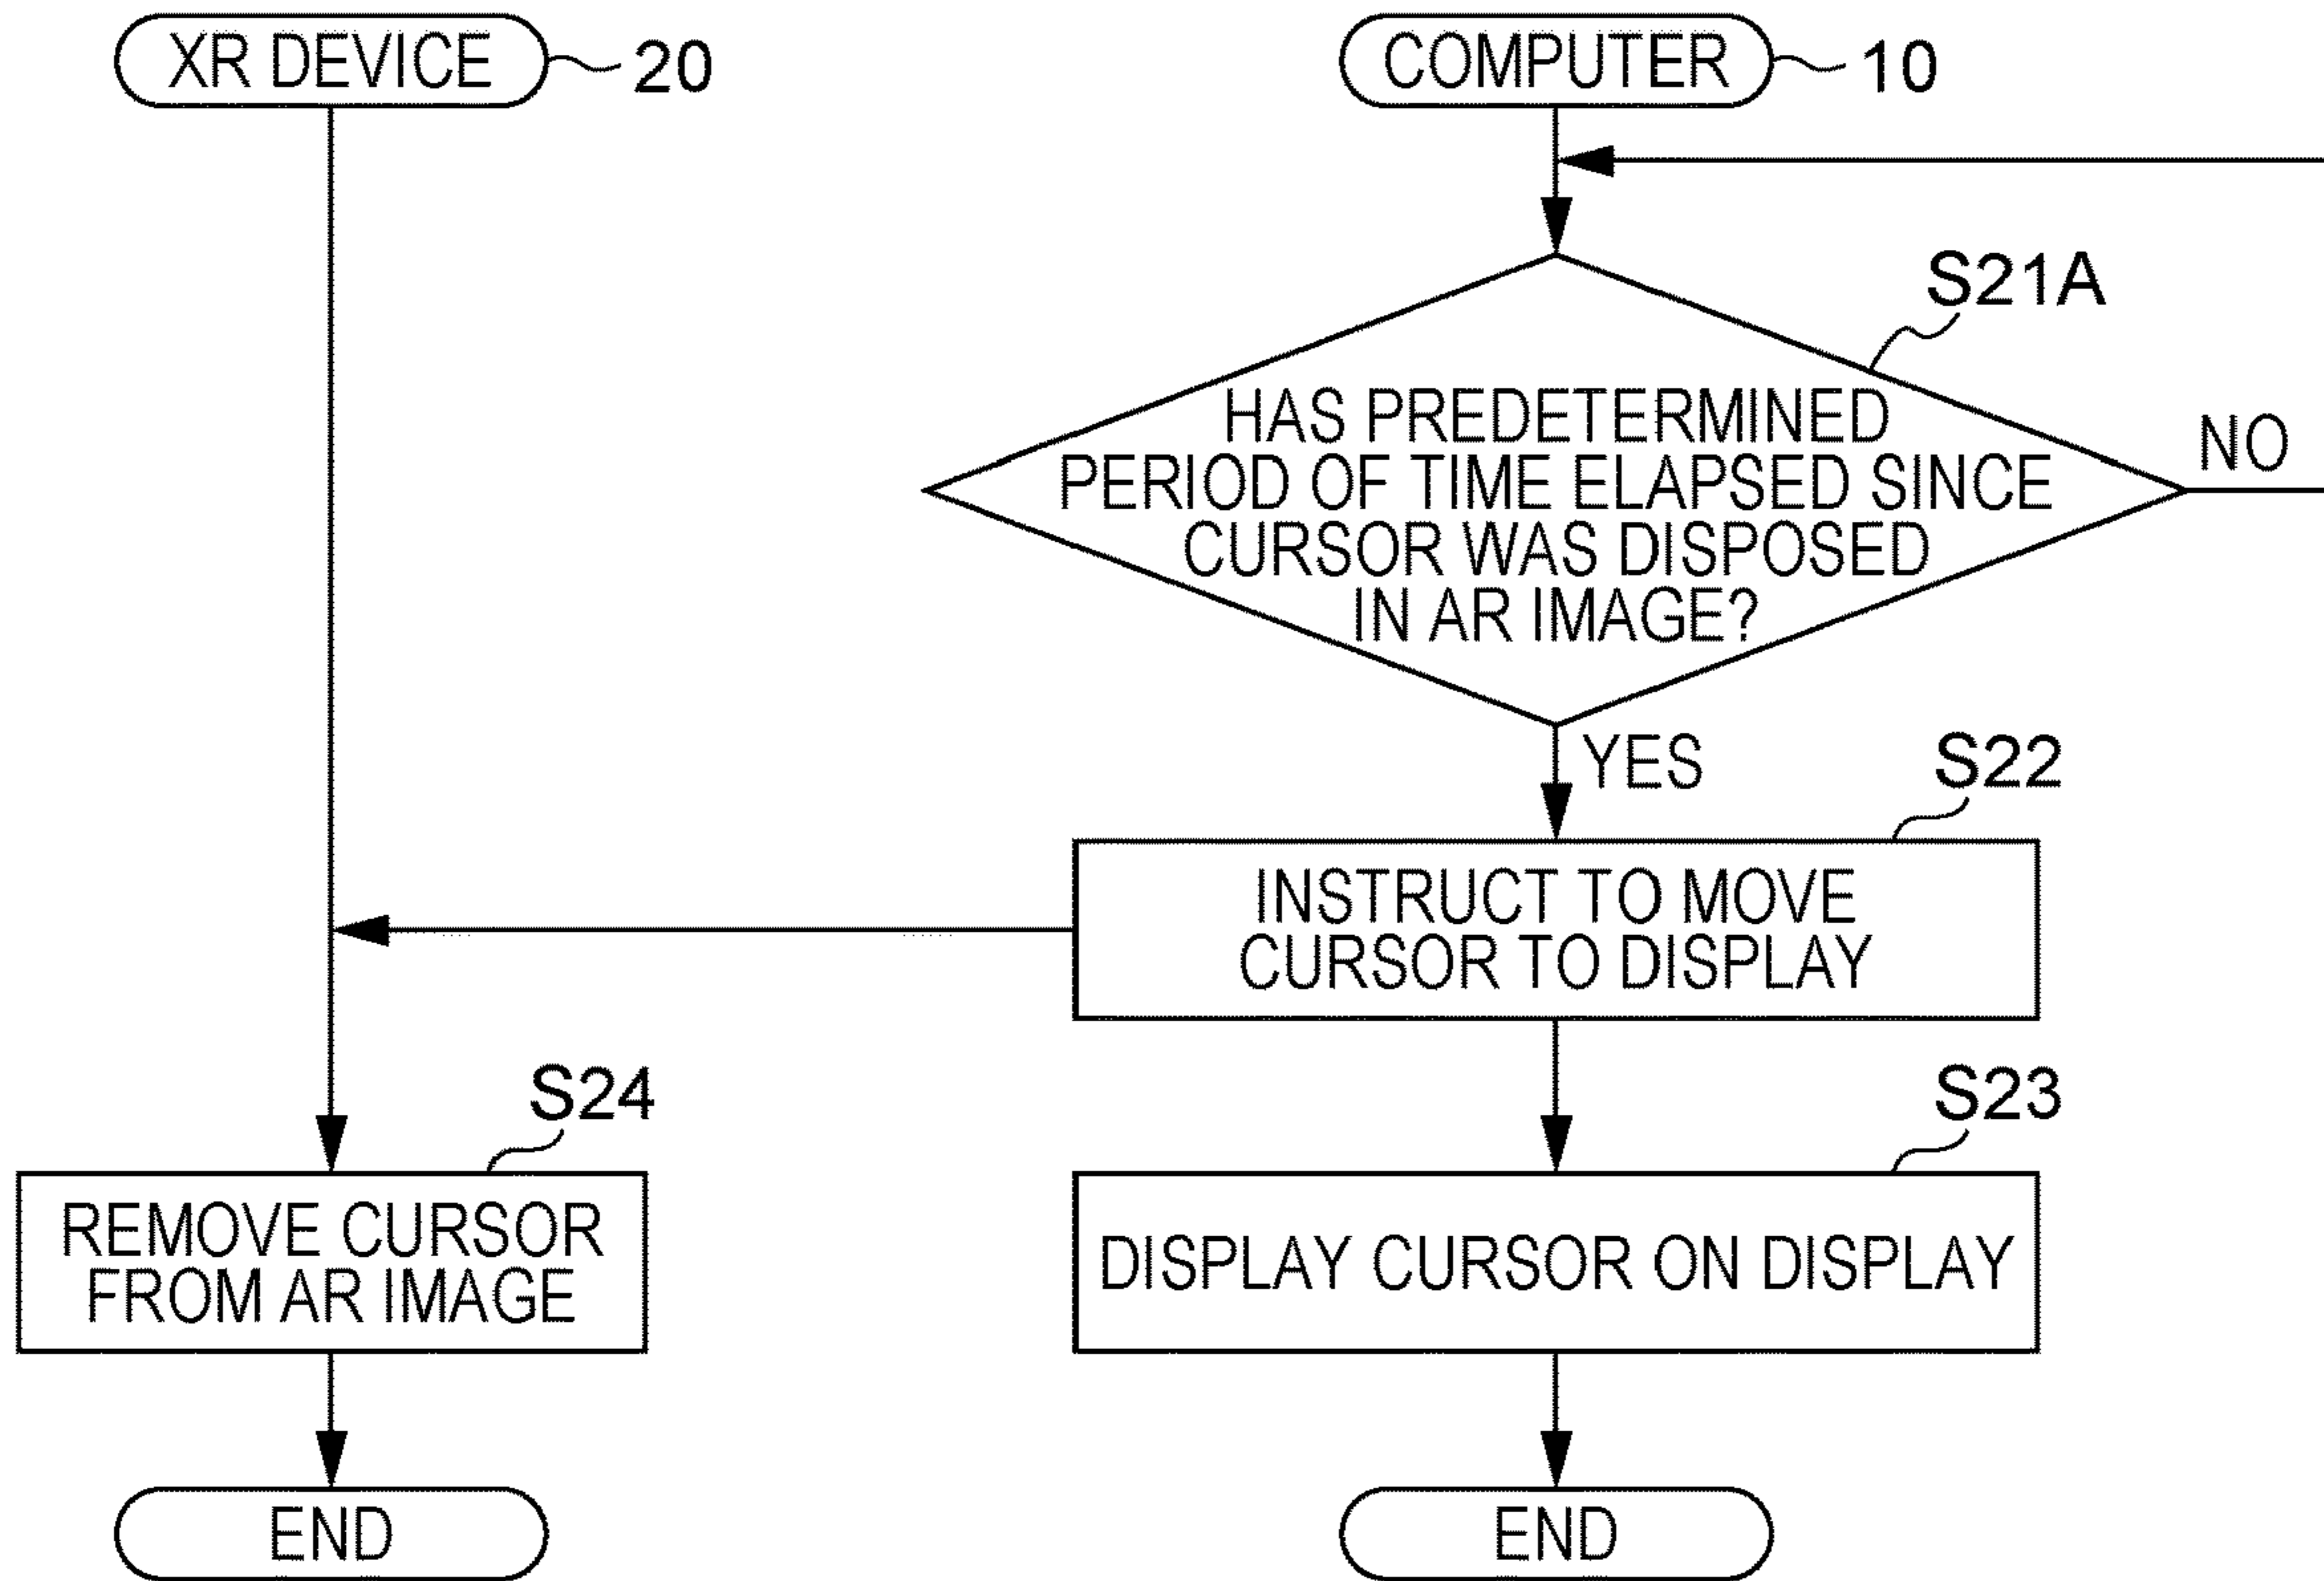 XR DEVICE
20
COMPUTER
10
S21A
HAS PREDETERMINED
PERIOD OF TIME ELAPSED SINCE
CURSOR WAS DISPOSED
IN AR IMAGE?
NO
YES
S22
INSTRUCT TO MOVE
CURSOR TO DISPLAY
S24
REMOVE CURSOR
FROM AR IMAGE
S23
DISPLAY CURSOR ON DISPLAY
END
END